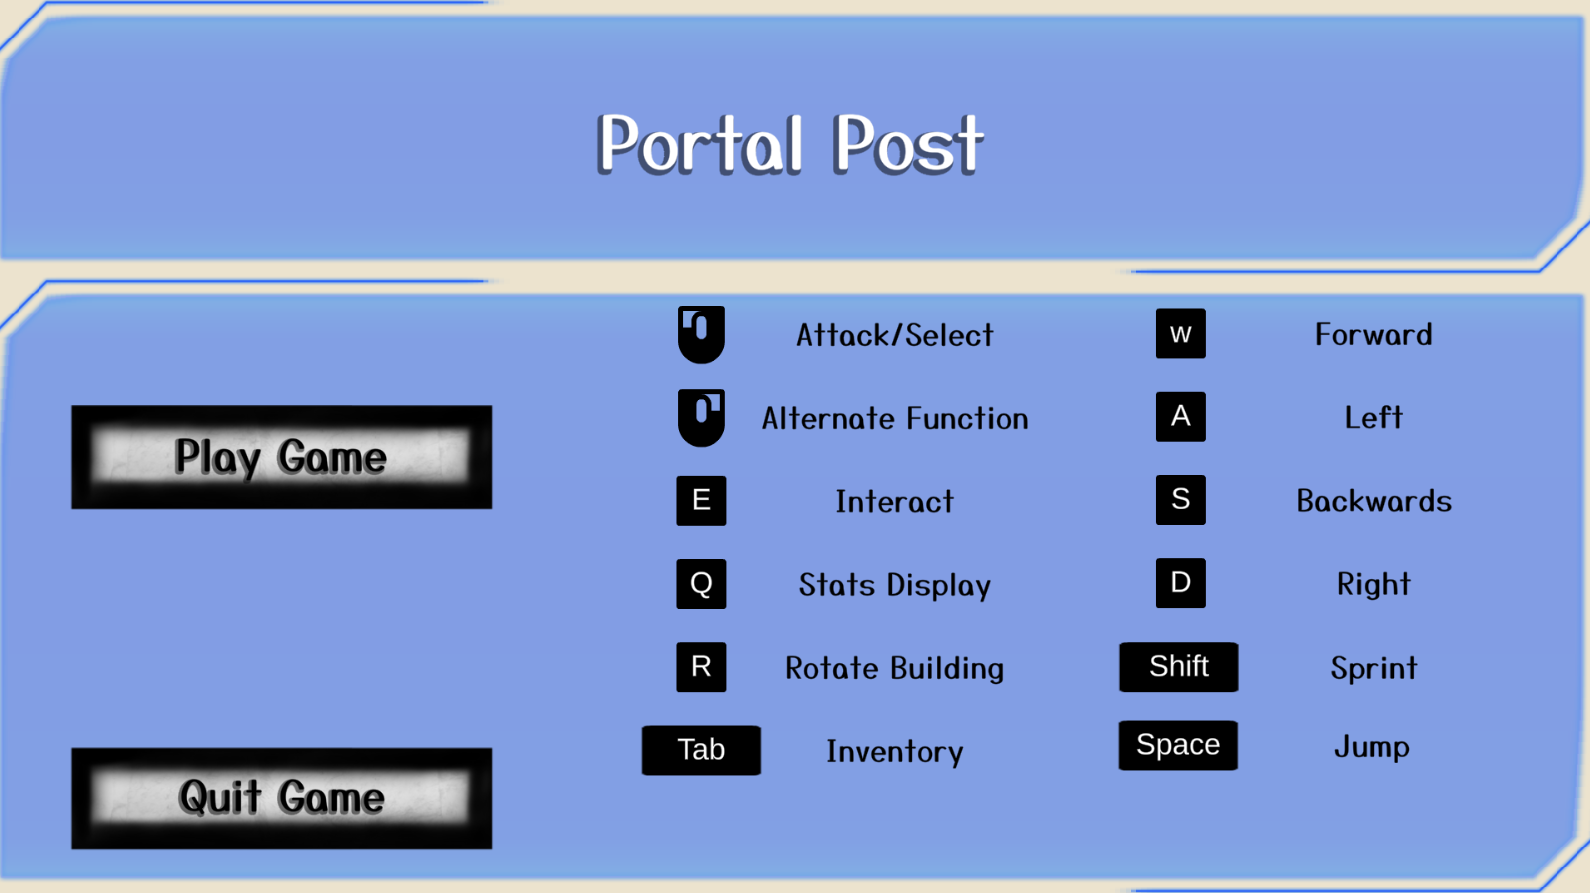 Portal Post
Play Game
Quit Game
Attack/Select
Alternate Function
E Interact
Q Stats Display
R Rotate Building
Tab Inventory
W Forward
A Left
S Backwards
D Right
Shift Sprint
Space Jump